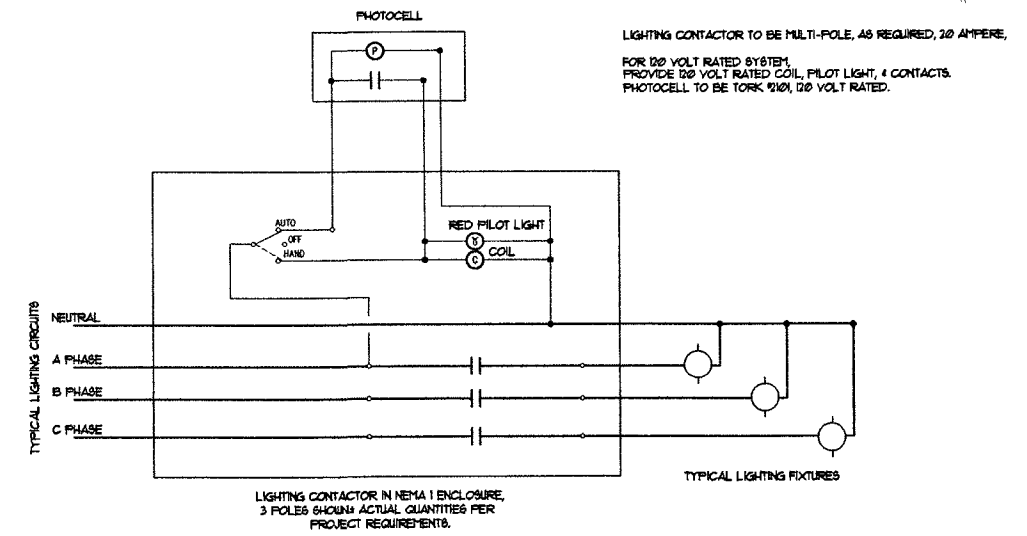 PHOTOCELL
LIGHTING CONTACTOR TO BE MULTI-POLE, AS REQUIRED, 20 AMPERE,
FOR 120 VOLT RATED SYSTEM,
PROVIDE 120 VOLT RATED COIL, PILOT LIGHT, & CONTACTS.
PHOTOCELL TO BE TORK #2101, 120 VOLT RATED.
P
AUTO
OFF
HAND
RED PILOT LIGHT
COIL
C
TYPICAL LIGHTING CIRCUITS
NEUTRAL
A PHASE
B PHASE
C PHASE
TYPICAL LIGHTING FIXTURES
LIGHTING CONTACTOR IN NEMA 1 ENCLOSURE,
3 POLES SHOWN; ACTUAL QUANTITIES PER
PROJECT REQUIREMENTS.